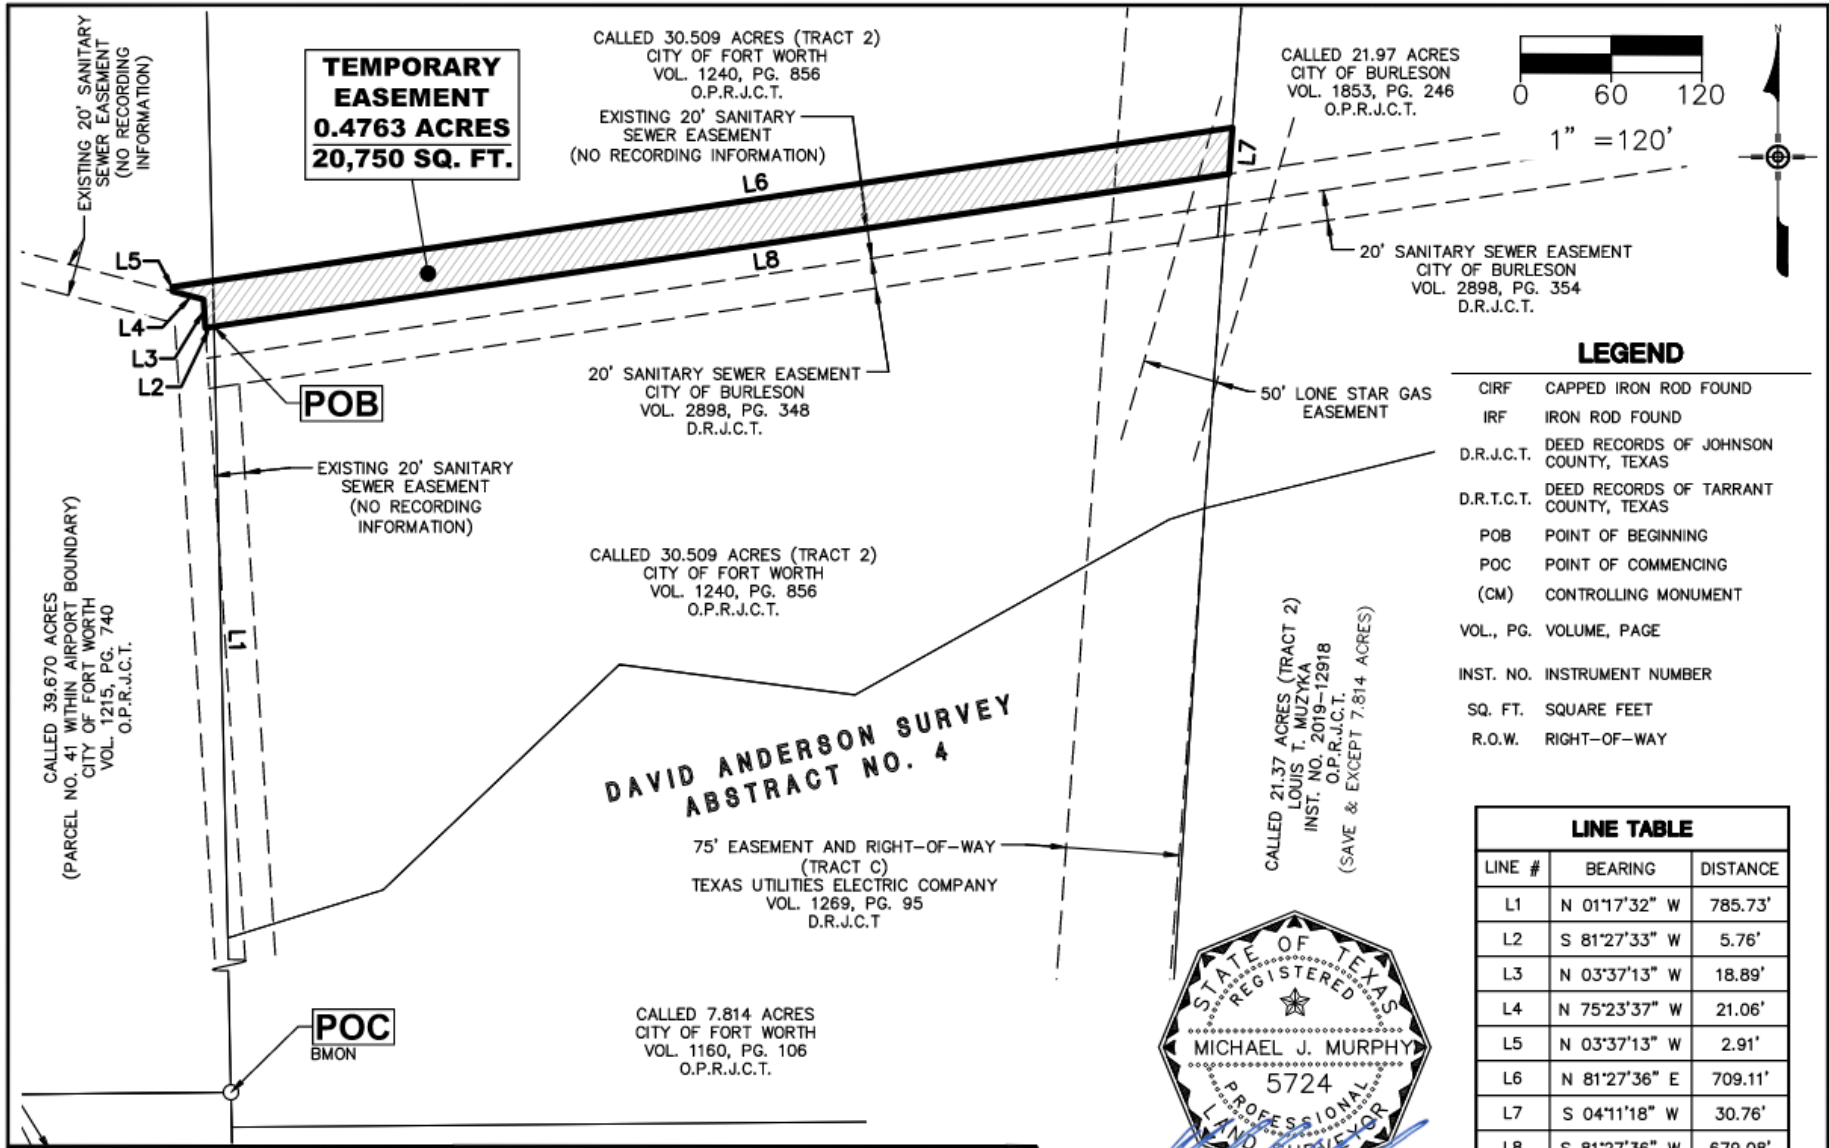 EXISTING 20' SANITARY
SEWER EASEMENT
(NO RECORDING
INFORMATION)
TEMPORARY
EASEMENT
0.4763 ACRES
20,750 SQ. FT.
CALLED 30.509 ACRES (TRACT 2)
CITY OF FORT WORTH
VOL. 1240, PG. 856
O.P.R.J.C.T.
EXISTING 20' SANITARY
SEWER EASEMENT
(NO RECORDING INFORMATION)
CALLED 21.97 ACRES
CITY OF BURLESON
VOL. 1853, PG. 246
O.P.R.J.C.T.
0 60 120
1" =120'
N
L7
L6
L8
L5
L4
L3
L2
POB
20' SANITARY SEWER EASEMENT
CITY OF BURLESON
VOL. 2898, PG. 354
D.R.J.C.T.
20' SANITARY SEWER EASEMENT
CITY OF BURLESON
VOL. 2898, PG. 348
D.R.J.C.T.
50' LONE STAR GAS
EASEMENT
EXISTING 20' SANITARY
SEWER EASEMENT
(NO RECORDING
INFORMATION)
CALLED 39.670 ACRES
(PARCEL NO. 41 WITHIN AIRPORT BOUNDARY)
CITY OF FORT WORTH
VOL. 1215, PG. 740
O.P.R.J.C.T.
L1
CALLED 30.509 ACRES (TRACT 2)
CITY OF FORT WORTH
VOL. 1240, PG. 856
O.P.R.J.C.T.
DAVID ANDERSON SURVEY
ABSTRACT NO. 4
75' EASEMENT AND RIGHT-OF-WAY
(TRACT C)
TEXAS UTILITIES ELECTRIC COMPANY
VOL. 1269, PG. 95
D.R.J.C.T
CALLED 21.37 ACRES (TRACT 2)
LOUIS T. MUZYKA
INST. NO. 2019-12918
O.P.R.J.C.T.
(SAVE & EXCEPT 7.814 ACRES)
POC
BMON
CALLED 7.814 ACRES
CITY OF FORT WORTH
VOL. 1160, PG. 106
O.P.R.J.C.T.
STATE OF TEXAS
REGISTERED
MICHAEL J. MURPHY
5724
PROFESSIONAL
LAND SURVEYOR
LEGEND
CIRF CAPPED IRON ROD FOUND
IRF IRON ROD FOUND
D.R.J.C.T. DEED RECORDS OF JOHNSON
COUNTY, TEXAS
D.R.T.C.T. DEED RECORDS OF TARRANT
COUNTY, TEXAS
POB POINT OF BEGINNING
POC POINT OF COMMENCING
(CM) CONTROLLING MONUMENT
VOL., PG. VOLUME, PAGE
INST. NO. INSTRUMENT NUMBER
SQ. FT. SQUARE FEET
R.O.W. RIGHT-OF-WAY
LINE TABLE
LINE # BEARING DISTANCE
L1 N 01°17'32" W 785.73'
L2 S 81°27'33" W 5.76'
L3 N 03°37'13" W 18.89'
L4 N 75°23'37" W 21.06'
L5 N 03°37'13" W 2.91'
L6 N 81°27'36" E 709.11'
L7 S 04°11'18" W 30.76'
L8 S 81°27'36" W 679.08'